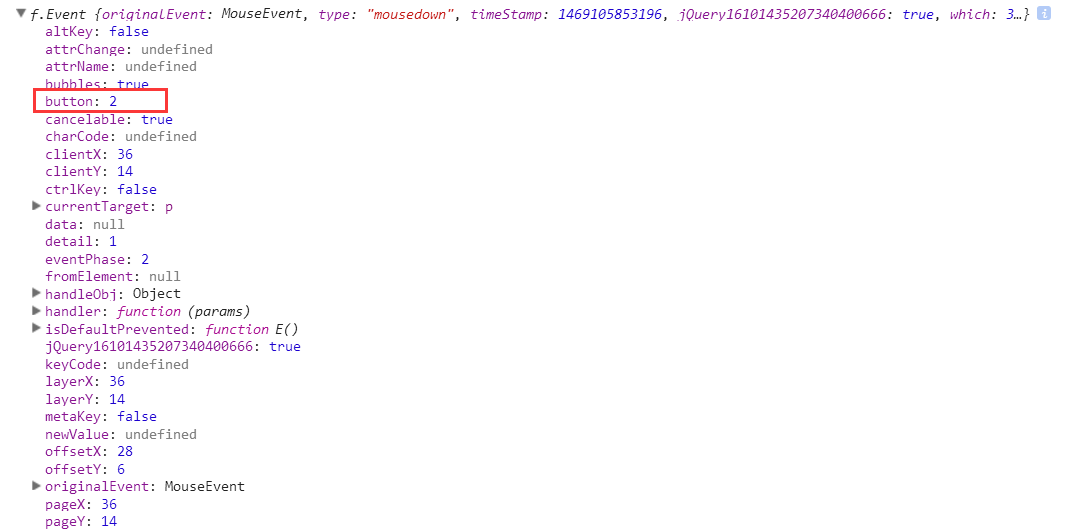 f.Event {originalEvent: MouseEvent, type: "mousedown", timeStamp: 1469105853196, jQuery16101435207340400666: true, which: 3…}
altKey: false
attrChange: undefined
attrName: undefined
bubbles: true
button: 2
cancelable: true
charCode: undefined
clientX: 36
clientY: 14
ctrlKey: false
currentTarget: p
data: null
detail: 1
eventPhase: 2
fromElement: null
handleObj: Object
handler: function (params)
isDefaultPrevented: function E()
jQuery16101435207340400666: true
keyCode: undefined
layerX: 36
layerY: 14
metaKey: false
newValue: undefined
offsetX: 28
offsetY: 6
originalEvent: MouseEvent
pageX: 36
pageY: 14